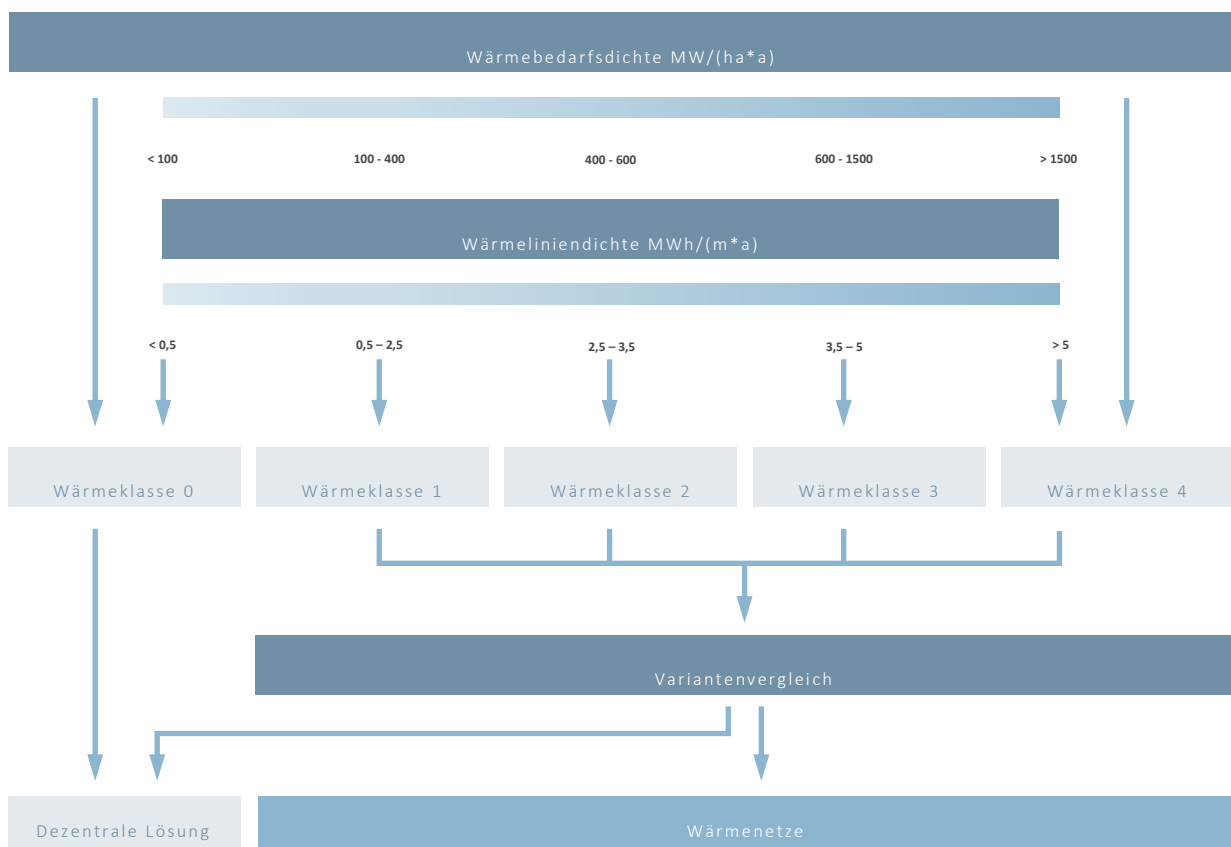 Wärmebedarfsdichte MW/(ha*a)
< 100 100 - 400 400 - 600 600 - 1500 > 1500
Wärmeliniendichte MWh/(m*a)
< 0,5 0,5 – 2,5 2,5 – 3,5 3,5 – 5 > 5
Wärmeklasse 0 Wärmeklasse 1 Wärmeklasse 2 Wärmeklasse 3 Wärmeklasse 4
Variantenvergleich
Dezentrale Lösung Wärmenetze